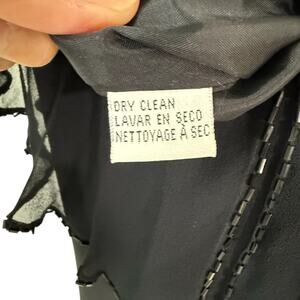 DRY CLEAN
LAVAR EN SECO
NETTOYAGE À SEC